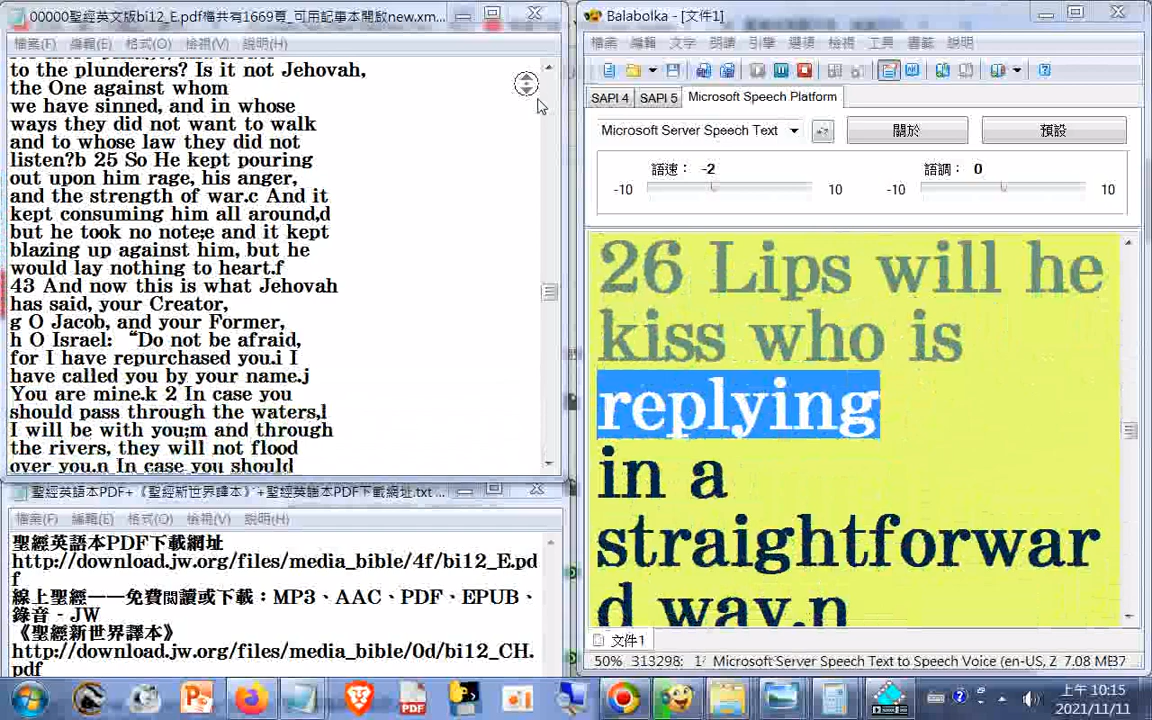 00000聖經英文版bi12_E.pdf檔共有1669頁_可用記事本開啟new.xm...
檔案(F) 編輯(E) 格式(O) 檢視(V) 說明(H)
to the plunderers? Is it not Jehovah,
the One against whom
we have sinned, and in whose
ways they did not want to walk
and to whose law they did not
listen?b 25 So He kept pouring
out upon him rage, his anger,
and the strength of war.c And it
kept consuming him all around,d
but he took no note;e and it kept
blazing up against him, but he
would lay nothing to heart.f
43 And now this is what Jehovah
has said, your Creator,
g O Jacob, and your Former,
h O Israel: “Do not be afraid,
for I have repurchased you.i I
have called you by your name.j
You are mine.k 2 In case you
should pass through the waters,l
I will be with you;m and through
the rivers, they will not flood
over you.n In case you should
聖經英語本PDF+《聖經新世界譯本》+聖經英語本PDF下載網址.txt ...
檔案(F) 編輯(E) 格式(O) 檢視(V) 說明(H)
聖經英語本PDF下載網址
http://download.jw.org/files/media_bible/4f/bi12_E.pd
f
線上聖經——免費閱讀或下載：MP3、AAC、PDF、EPUB、
錄音 - JW
《聖經新世界譯本》
http://download.jw.org/files/media_bible/0d/bi12_CH.
pdf
Balabolka - [文件1]
檔案 編輯 文字 朗讀 引擎 選項 檢視 工具 書籤 說明
SAPI 4 SAPI 5 Microsoft Speech Platform
Microsoft Server Speech Text 關於 預設
語速： -2 語調： 0
-10 10 -10 10
26 Lips will he
kiss who is
replying
in a
straightforwar
d way.n
文件1
50% 313298: Microsoft Server Speech Text to Speech Voice (en-US, Z 7.08 MB
上午 10:15
2021/11/11